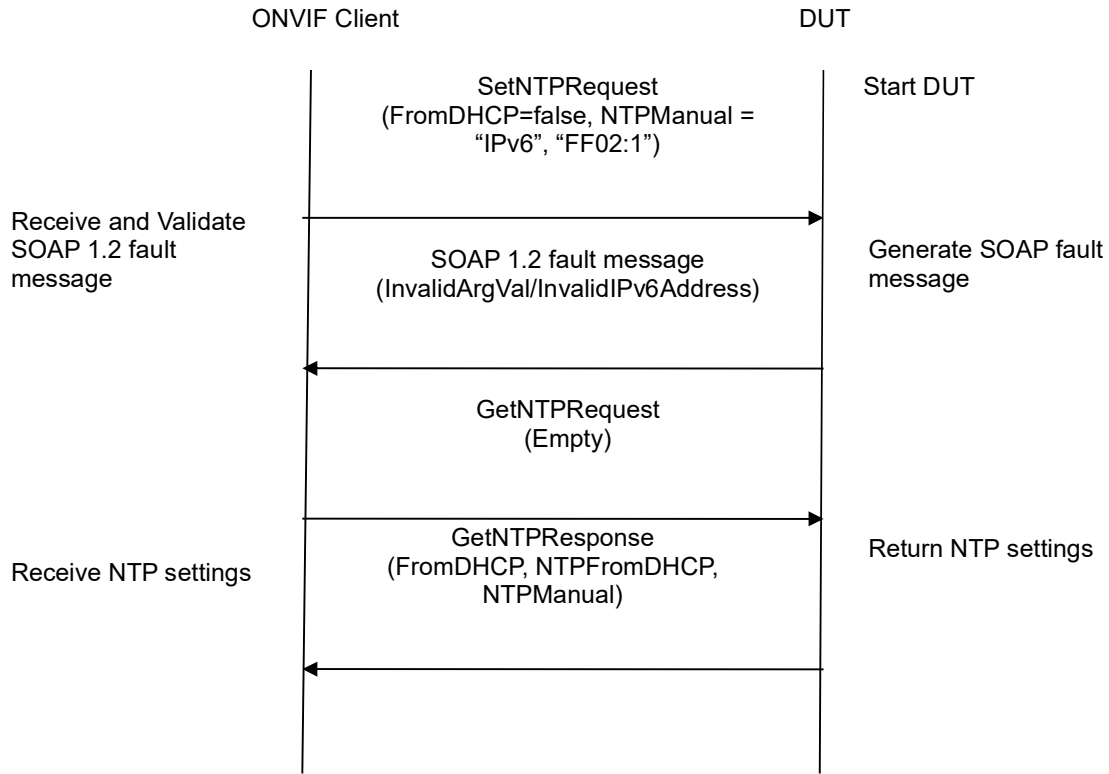 ONVIF Client
DUT
SetNTPRequest
(FromDHCP=false, NTPManual =
“IPv6”, “FF02:1”)
Start DUT
Receive and Validate
SOAP 1.2 fault
message
SOAP 1.2 fault message
(InvalidArgVal/InvalidIPv6Address)
Generate SOAP fault
message
GetNTPRequest
(Empty)
GetNTPResponse
(FromDHCP, NTPFromDHCP,
NTPManual)
Return NTP settings
Receive NTP settings